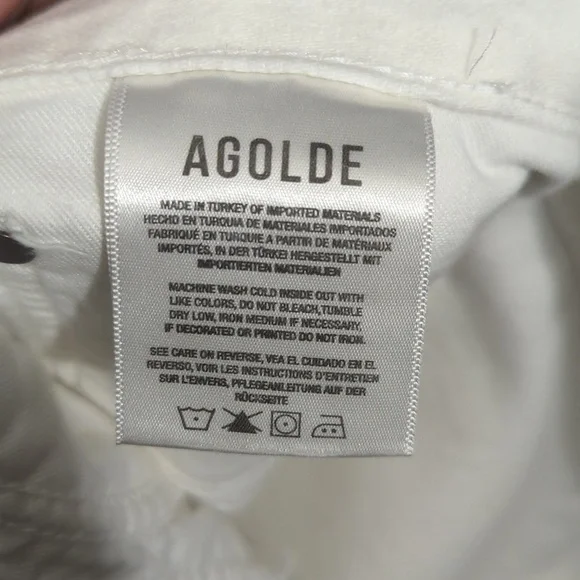 AGOLDE
MADE IN TURKEY OF IMPORTED MATERIALS
HECHO EN TURQUIA DE MATERIALES IMPORTADOS
FABRIQUÉ EN TURQUIE A PARTIR DE MATÉRIAUX
IMPORTÉS, IN DER TÜRKEI HERGESTELLT MIT
IMPORTIERTEN MATERIALIEN
MACHINE WASH COLD INSIDE OUT WITH
LIKE COLORS, DO NOT BLEACH, TUMBLE
DRY LOW, IRON MEDIUM IF NECESSARY,
IF DECORATED OR PRINTED DO NOT IRON.
SEE CARE ON REVERSE, VEA EL CUIDADO EN EL
REVERSO, VOIR LES INSTRUCTIONS D'ENTRETIEN
SUR L'ENVERS, PFLEGEANLEITUNG AUF DER
RÜCKSEITE